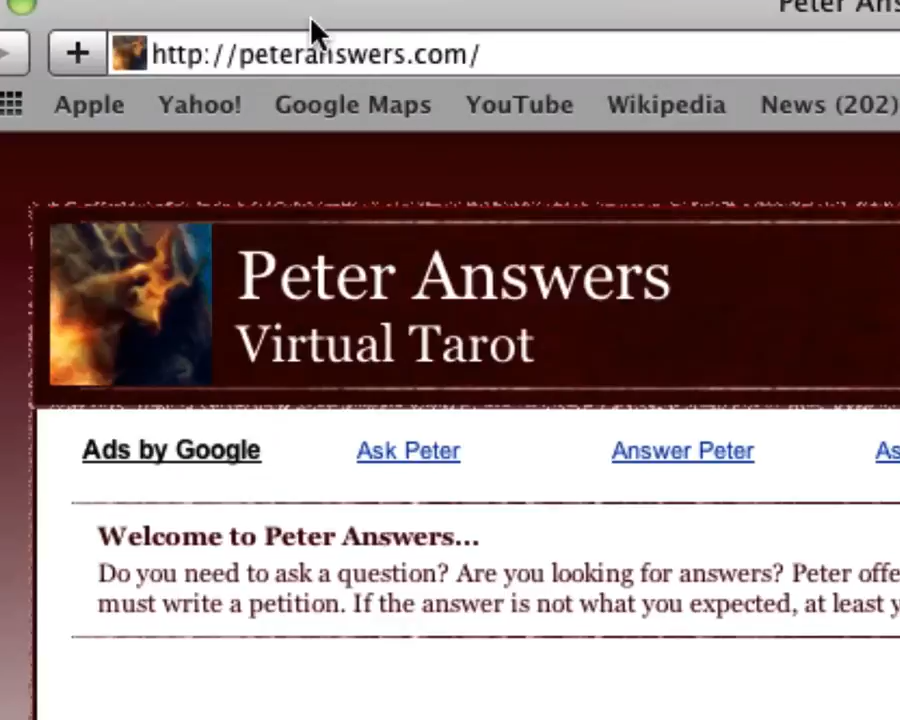 Peter Ans
http://peteranswers.com/
Apple Yahoo! Google Maps YouTube Wikipedia News (202)
Peter Answers
Virtual Tarot
Ads by Google Ask Peter Answer Peter As
Welcome to Peter Answers...
Do you need to ask a question? Are you looking for answers? Peter offe
must write a petition. If the answer is not what you expected, at least y